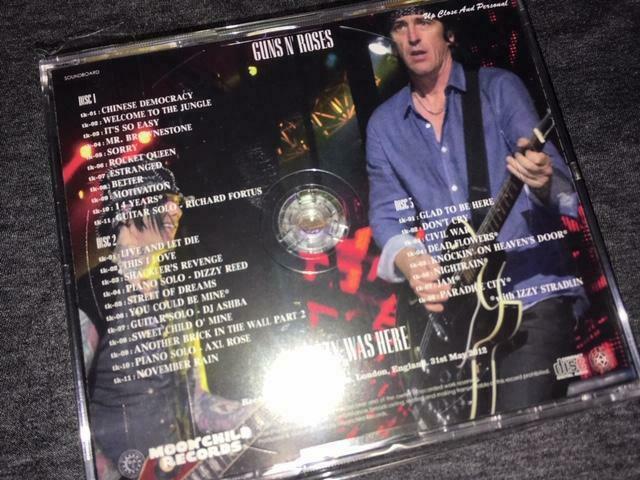 Up Close And Personal
GUNS N' ROSES
SOUNDBOARD
DISC 1
tk-01: CHINESE DEMOCRACY
tk-02: WELCOME TO THE JUNGLE
tk-03: IT'S SO EASY
tk-04: MR. BROWNSTONE
tk-05: SORRY
tk-06: ROCKET QUEEN
tk-07: ESTRANGED
tk-08: BETTER
tk-09: MOTIVATION
tk-10: 14 YEARS*
tk-11: GUITAR SOLO - RICHARD FORTUS
DISC 2
tk-01: LIVE AND LET DIE
tk-02: THIS I LOVE
tk-03: SHACKLER'S REVENGE
tk-04: PIANO SOLO - DIZZY REED
tk-05: STREET OF DREAMS
tk-06: YOU COULD BE MINE*
tk-07: GUITAR SOLO - DJ ASHBA
tk-08: SWEET CHILD O' MINE
tk-09: ANOTHER BRICK IN THE WALL PART 2
tk-10: PIANO SOLO - AXL ROSE
tk-11: NOVEMBER RAIN
DISC 3
tk-01: GLAD TO BE HERE
tk-02: DON'T CRY
tk-03: CIVIL WAR
tk-04: DEAD FLOWERS*
tk-05: KNOCKIN' ON HEAVEN'S DOOR*
tk-06: NIGHTRAIN*
tk-07: JAM*
tk-08: PARADISE CITY*
*with IZZY STRADLIN
WAS HERE
London, England, 31st May 2012
MOONCHILD
RECORDS
disc